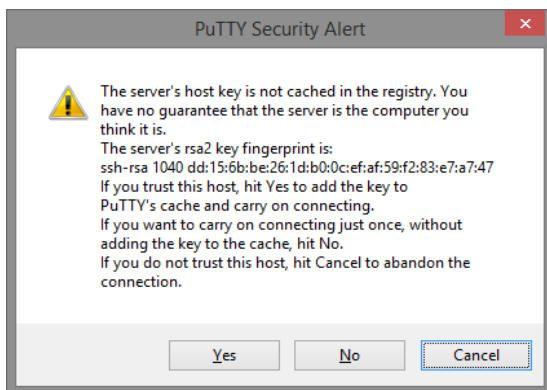 PuTTY Security Alert
The server's host key is not cached in the registry. You
have no guarantee that the server is the computer you
think it is.
The server's rsa2 key fingerprint is:
ssh-rsa 1040 dd:15:6b:be:26:1d:b0:0c:ef:af:59:f2:83:e7:a7:47
If you trust this host, hit Yes to add the key to
PuTTY's cache and carry on connecting.
If you want to carry on connecting just once, without
adding the key to the cache, hit No.
If you do not trust this host, hit Cancel to abandon the
connection.
Yes No Cancel